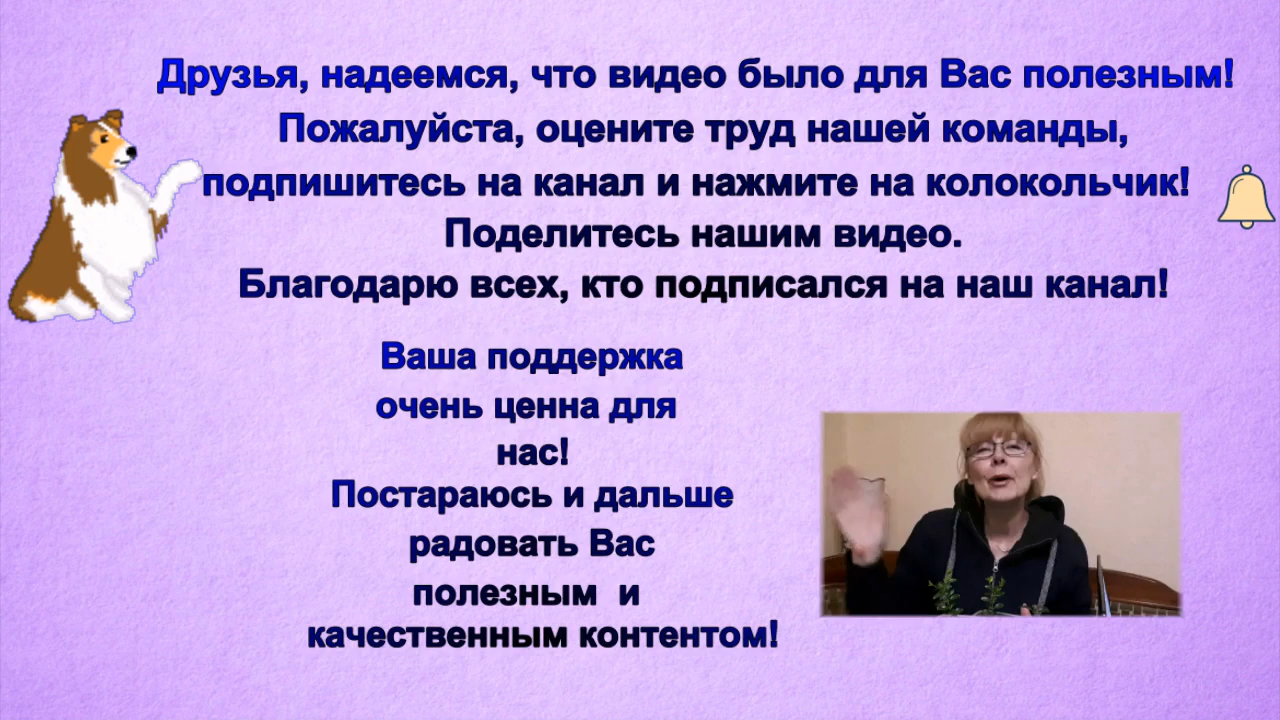 Друзья, надеемся, что видео было для Вас полезным!
Пожалуйста, оцените труд нашей команды,
подпишитесь на канал и нажмите на колокольчик!
Поделитесь нашим видео.
Благодарю всех, кто подписался на наш канал!
Ваша поддержка
очень ценна для
нас!
Постараюсь и дальше
радовать Вас
полезным и
качественным контентом!